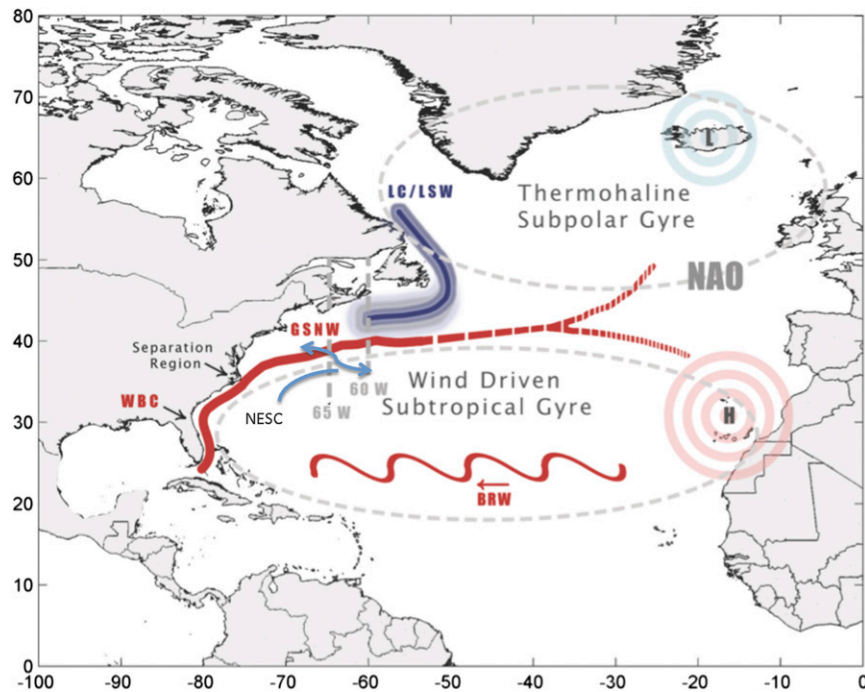 80
70
60
50
40
30
20
10
0
-100
-90
-80
-70
-60
-50
-40
-30
-20
-10
0
L
LC/LSW
Thermohaline
Subpolar Gyre
NAO
GSNW
Separation
Region
WBC
NESC
65 W
60 W
Wind Driven
Subtropical Gyre
H
BRW